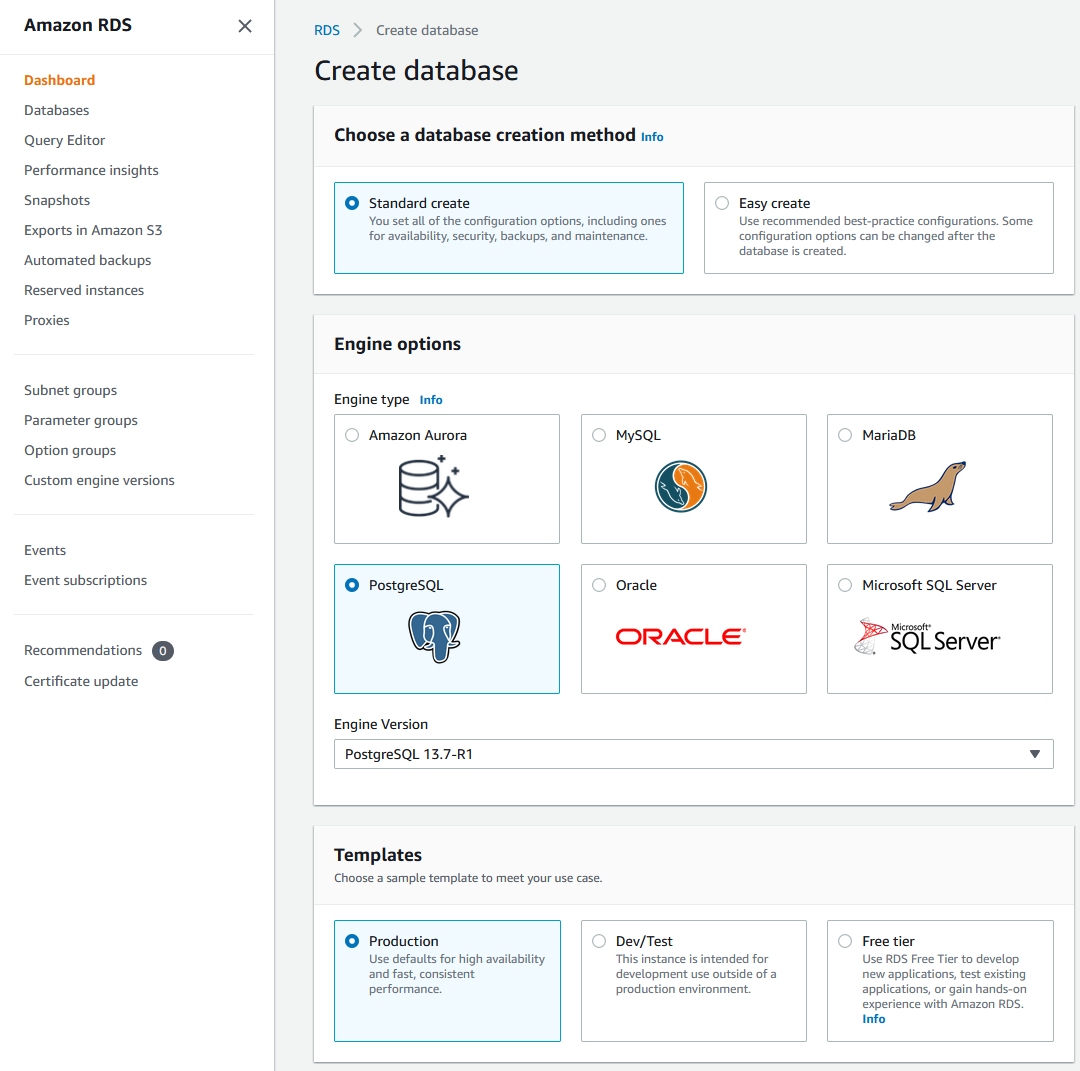 Amazon RDS
Dashboard
Databases
Query Editor
Performance insights
Snapshots
Exports in Amazon S3
Automated backups
Reserved instances
Proxies
Subnet groups
Parameter groups
Option groups
Custom engine versions
Events
Event subscriptions
Recommendations 0
Certificate update
RDS > Create database
Create database
Choose a database creation method Info
Standard create
You set all of the configuration options, including ones
for availability, security, backups, and maintenance.
Easy create
Use recommended best-practice configurations. Some
configuration options can be changed after the
database is created.
Engine options
Engine type Info
Amazon Aurora
MySQL
MariaDB
PostgreSQL
Oracle
ORACLE®
Microsoft SQL Server
Microsoft®
SQL Server®
Engine Version
PostgreSQL 13.7-R1
Templates
Choose a sample template to meet your use case.
Production
Use defaults for high availability
and fast, consistent
performance.
Dev/Test
This instance is intended for
development use outside of a
production environment.
Free tier
Use RDS Free Tier to develop
new applications, test existing
applications, or gain hands-on
experience with Amazon RDS.
Info